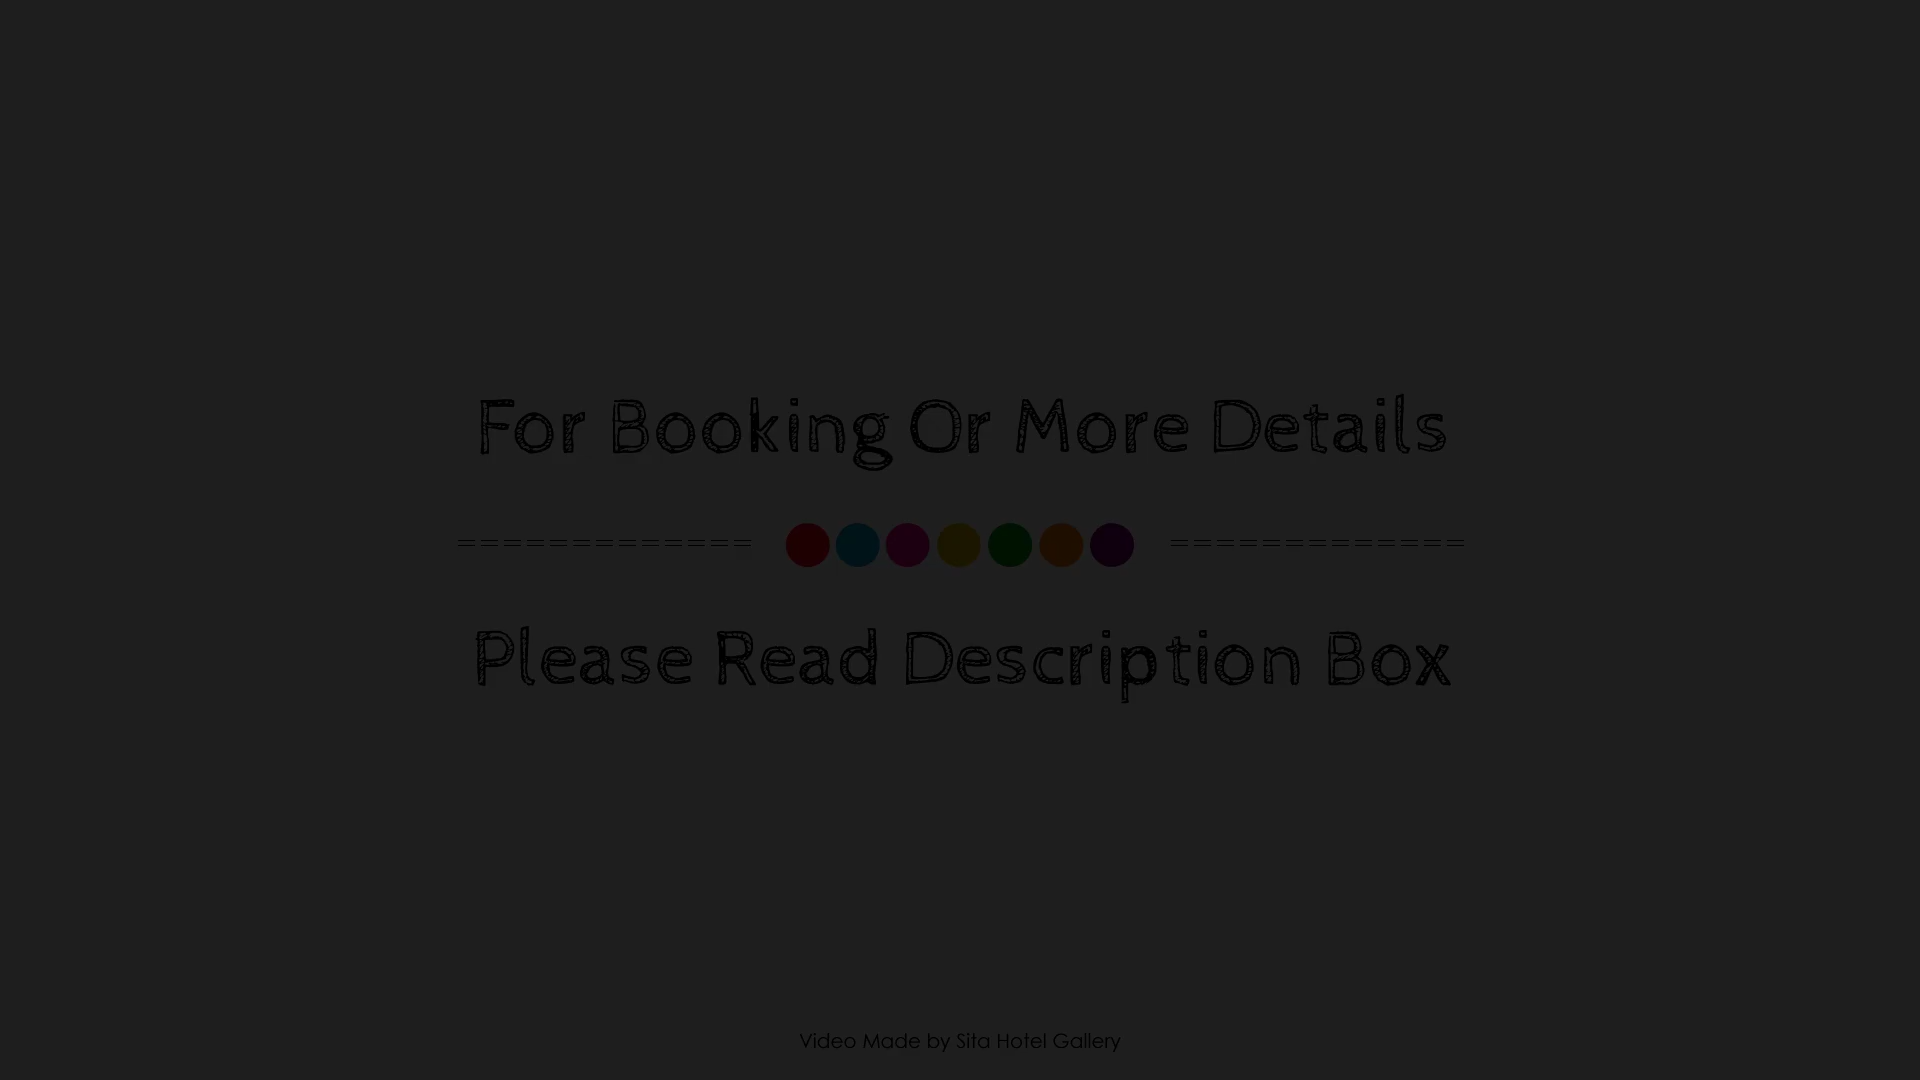 For Booking Or More Details
============= =============
Please Read Description Box
Video Made by Sita Hotel Gallery